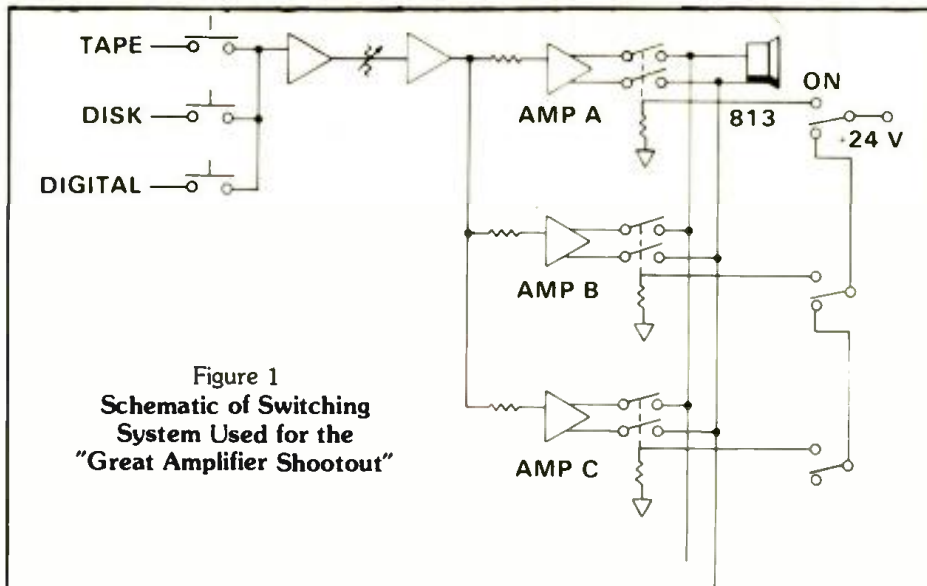 TAPE
DISK
DIGITAL
AMP A
813
ON
+24 V
AMP B
AMP C
Figure 1
Schematic of Switching
System Used for the
"Great Amplifier Shootout"